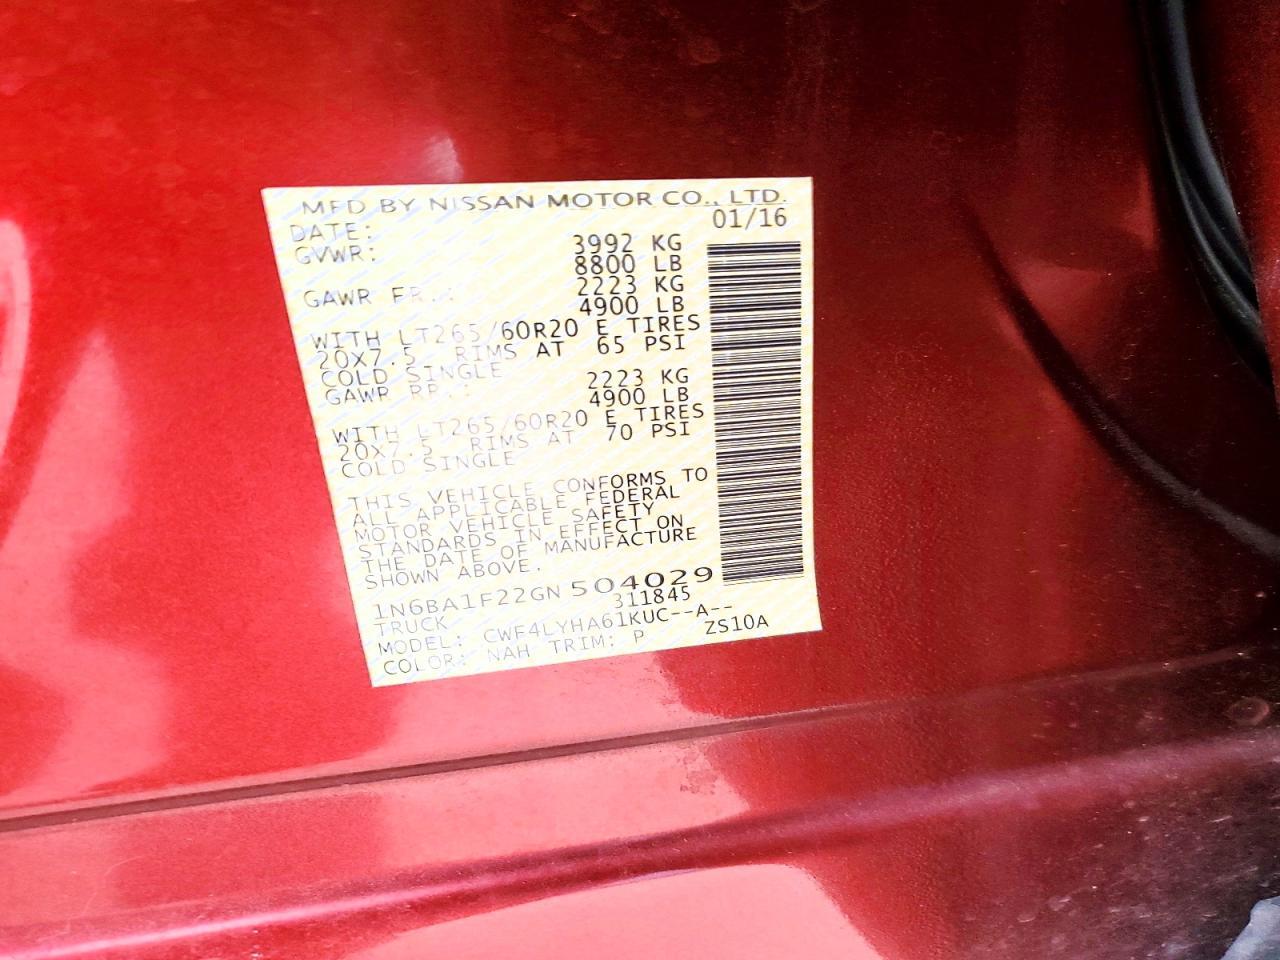 MFD BY NISSAN MOTOR CO., LTD.
DATE: 01/16
GVWR: 3992 KG
8800 LB
GAWR FR.: 2223 KG
4900 LB
WITH LT265/60R20 E TIRES
20X7.5 RIMS AT 65 PSI
COLD SINGLE
GAWR RR.: 2223 KG
4900 LB
WITH LT265/60R20 E TIRES
20X7.5 RIMS AT 70 PSI
COLD SINGLE
THIS VEHICLE CONFORMS TO
ALL APPLICABLE FEDERAL
MOTOR VEHICLE SAFETY
STANDARDS IN EFFECT ON
THE DATE OF MANUFACTURE
SHOWN ABOVE.
1N6BA1F22GN504029
TRUCK 311845
MODEL: CWF4LYHA61KUC--A--
COLOR: NAH TRIM: P ZS10A